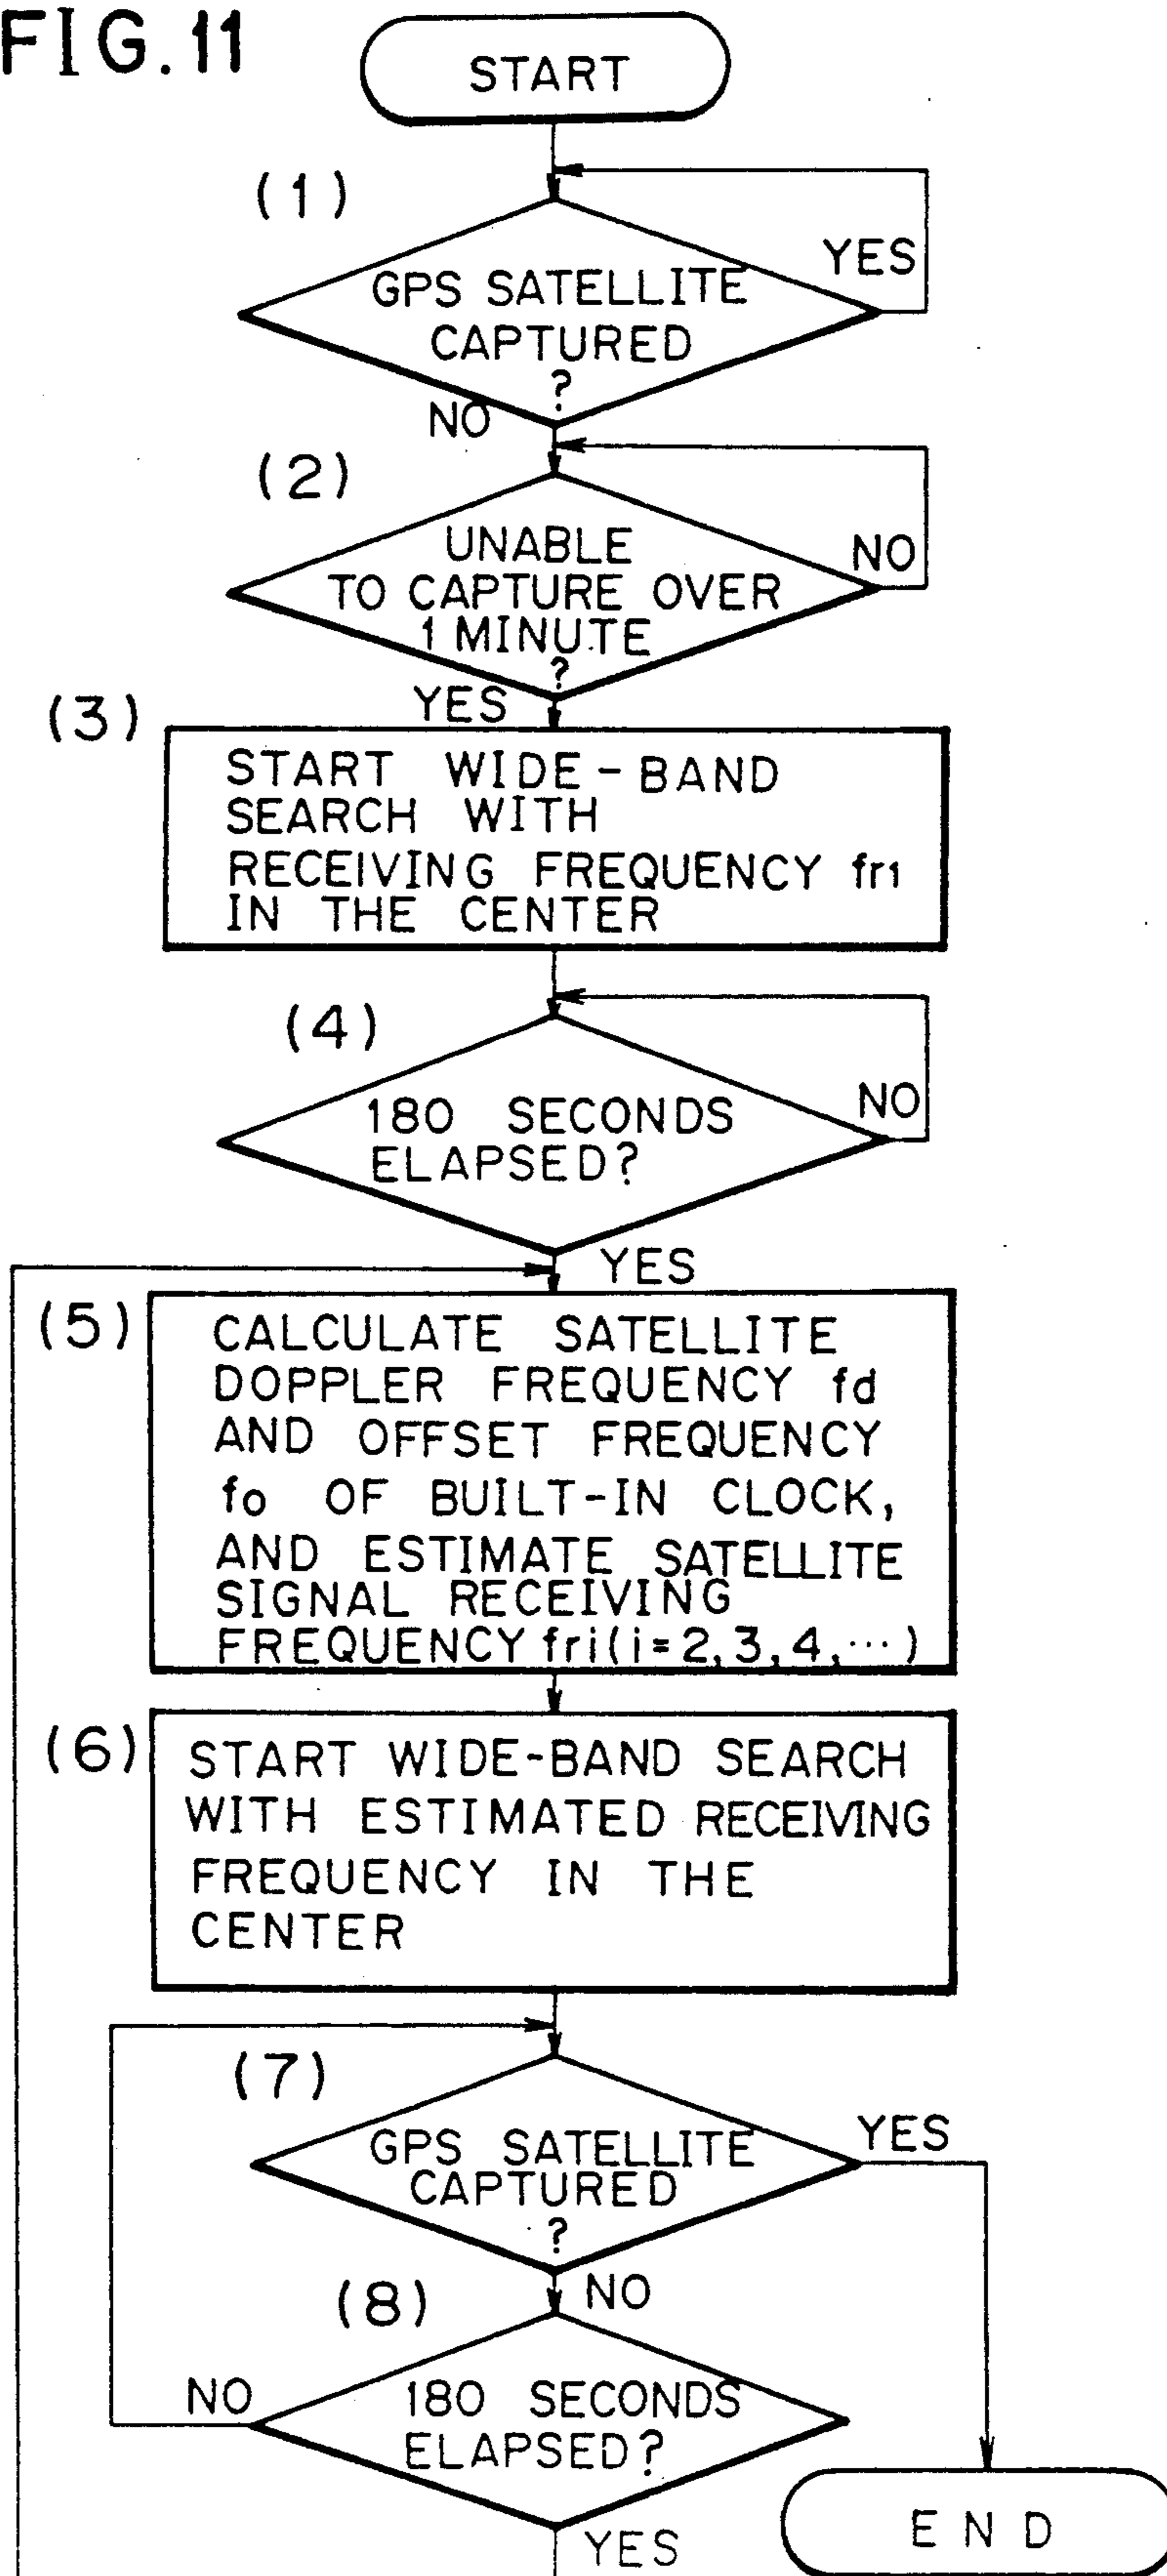 FIG.11
START
(1)
YES
GPS SATELLITE
CAPTURED
?
NO
(2)
UNABLE
NO
TO CAPTURE OVER
1 MINUTE
?
YES
(3)
START WIDE-BAND
SEARCH WITH
RECEIVING FREQUENCY fr1
IN THE CENTER
(4)
NO
180 SECONDS
ELAPSED?
YES
(5)
CALCULATE SATELLITE
DOPPLER FREQUENCY fd
AND OFFSET FREQUENCY
fo OF BUILT-IN CLOCK,
AND ESTIMATE SATELLITE
SIGNAL RECEIVING
FREQUENCY fri(i=2,3,4,···)
(6)
START WIDE-BAND SEARCH
WITH ESTIMATED RECEIVING
FREQUENCY IN THE
CENTER
(7)
YES
GPS SATELLITE
CAPTURED
?
NO
(8)
NO
180 SECONDS
ELAPSED?
YES
END